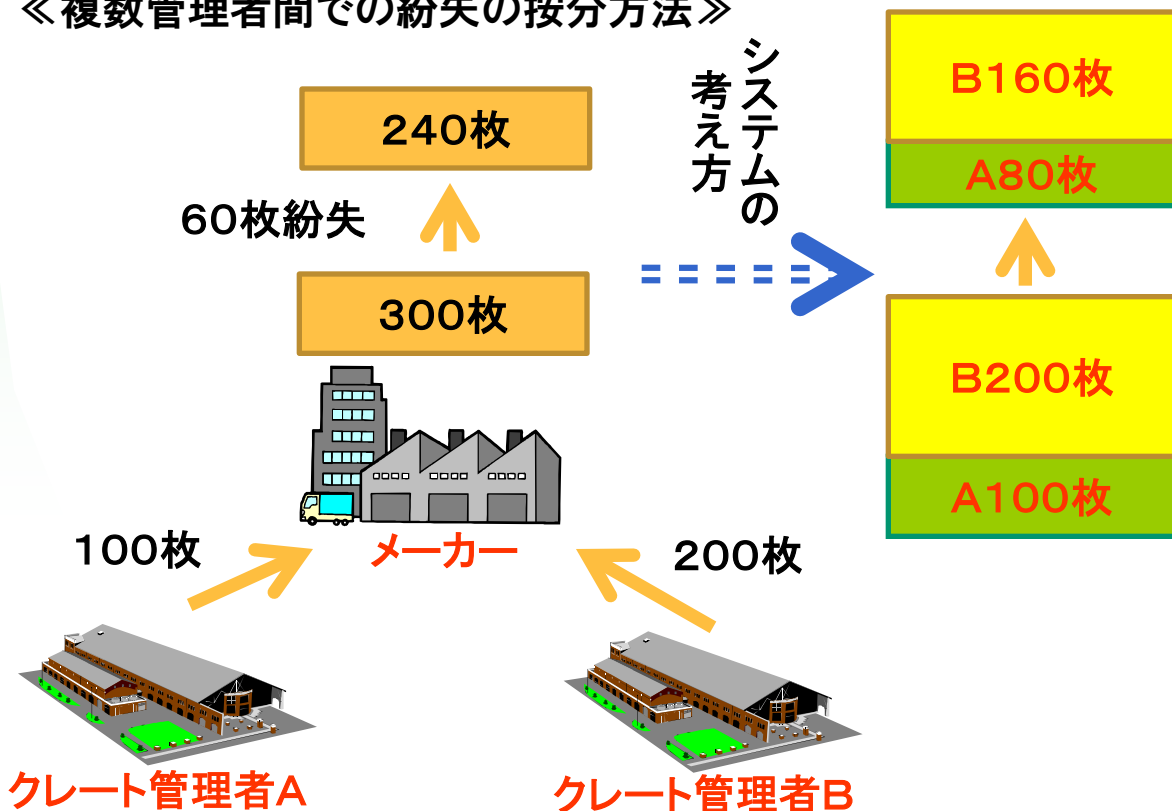 ≪複数管理者間での紛失の按分方法≫
240枚
60枚紛失
300枚
メーカー
100枚
200枚
クレート管理者A
クレート管理者B
システムの
考え方
B160枚
A80枚
B200枚
A100枚